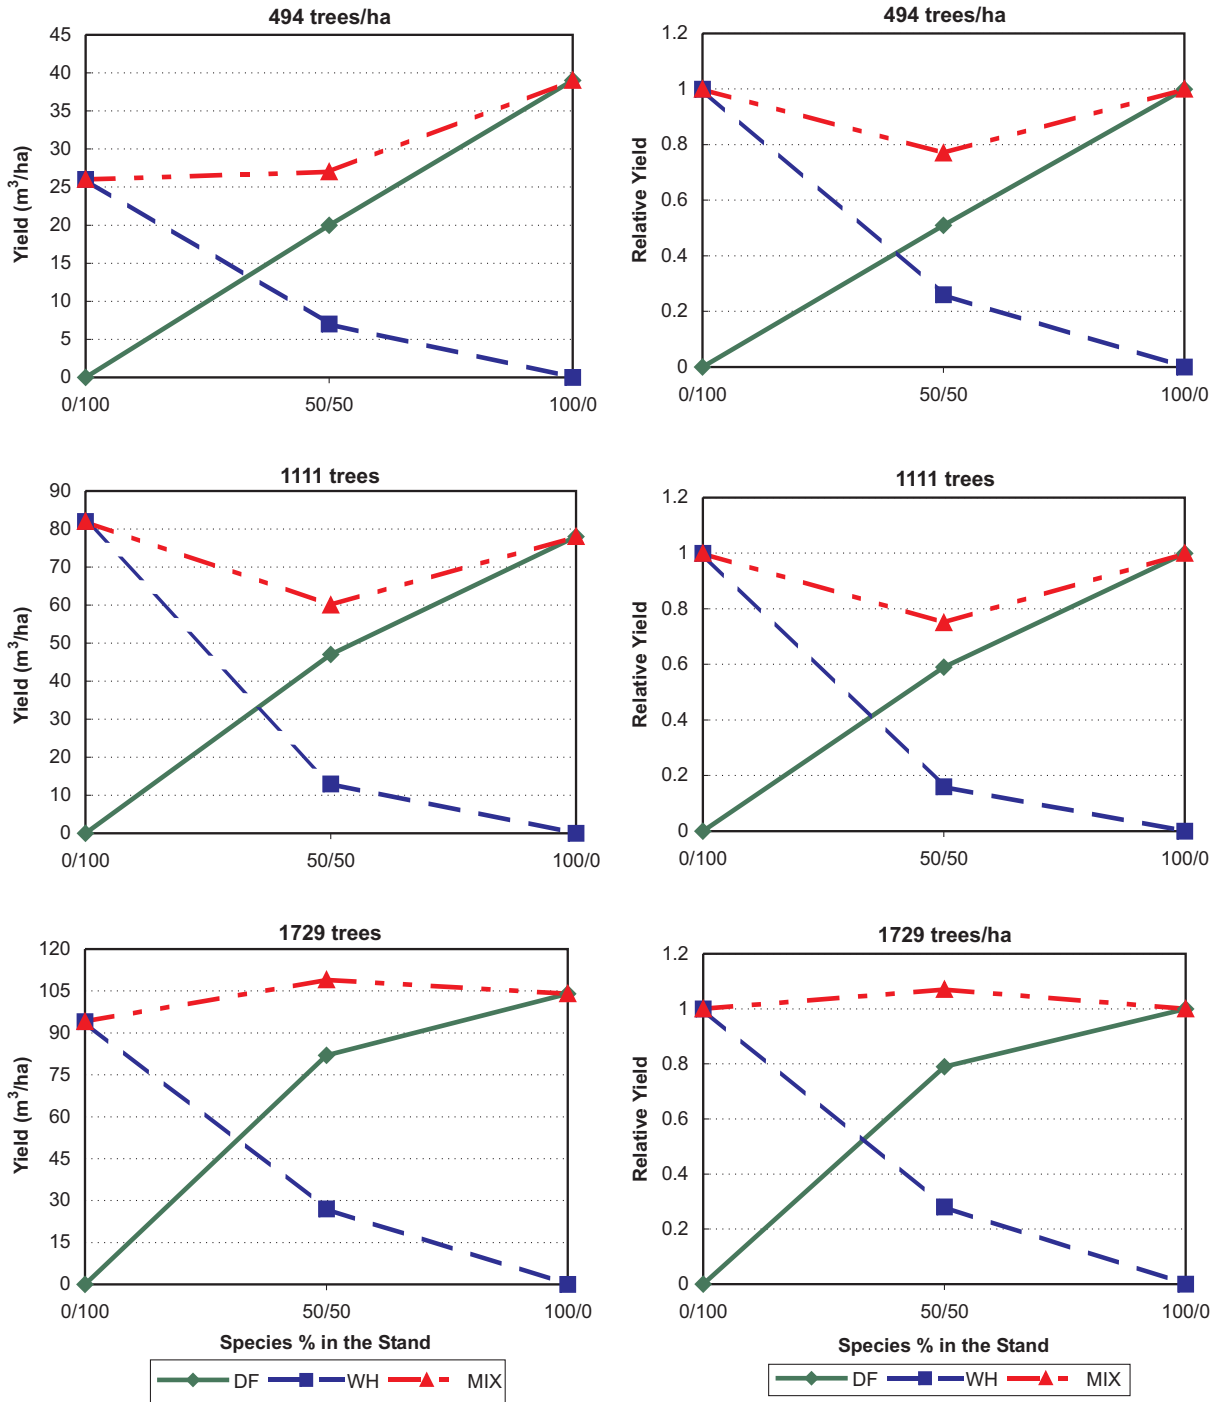 494 trees/ha
45
40
35
30
25
20
15
10
5
0
Yield (m³/ha)
0/100 50/50 100/0
494 trees/ha
1.2
1
0.8
0.6
0.4
0.2
0
Relative Yield
0/100 50/50 100/0
1111 trees
90
80
70
60
50
40
30
20
10
0
Yield (m³/ha)
0/100 50/50 100/0
1111 trees
1.2
1
0.8
0.6
0.4
0.2
0
Relative Yield
0/100 50/50 100/0
1729 trees
120
105
90
75
60
45
30
15
0
Yield (m³/ha)
0/100 50/50 100/0
Species % in the Stand
DF WH MIX
1729 trees/ha
1.2
1
0.8
0.6
0.4
0.2
0
Relative Yield
0/100 50/50 100/0
Species % in the Stand
DF WH MIX